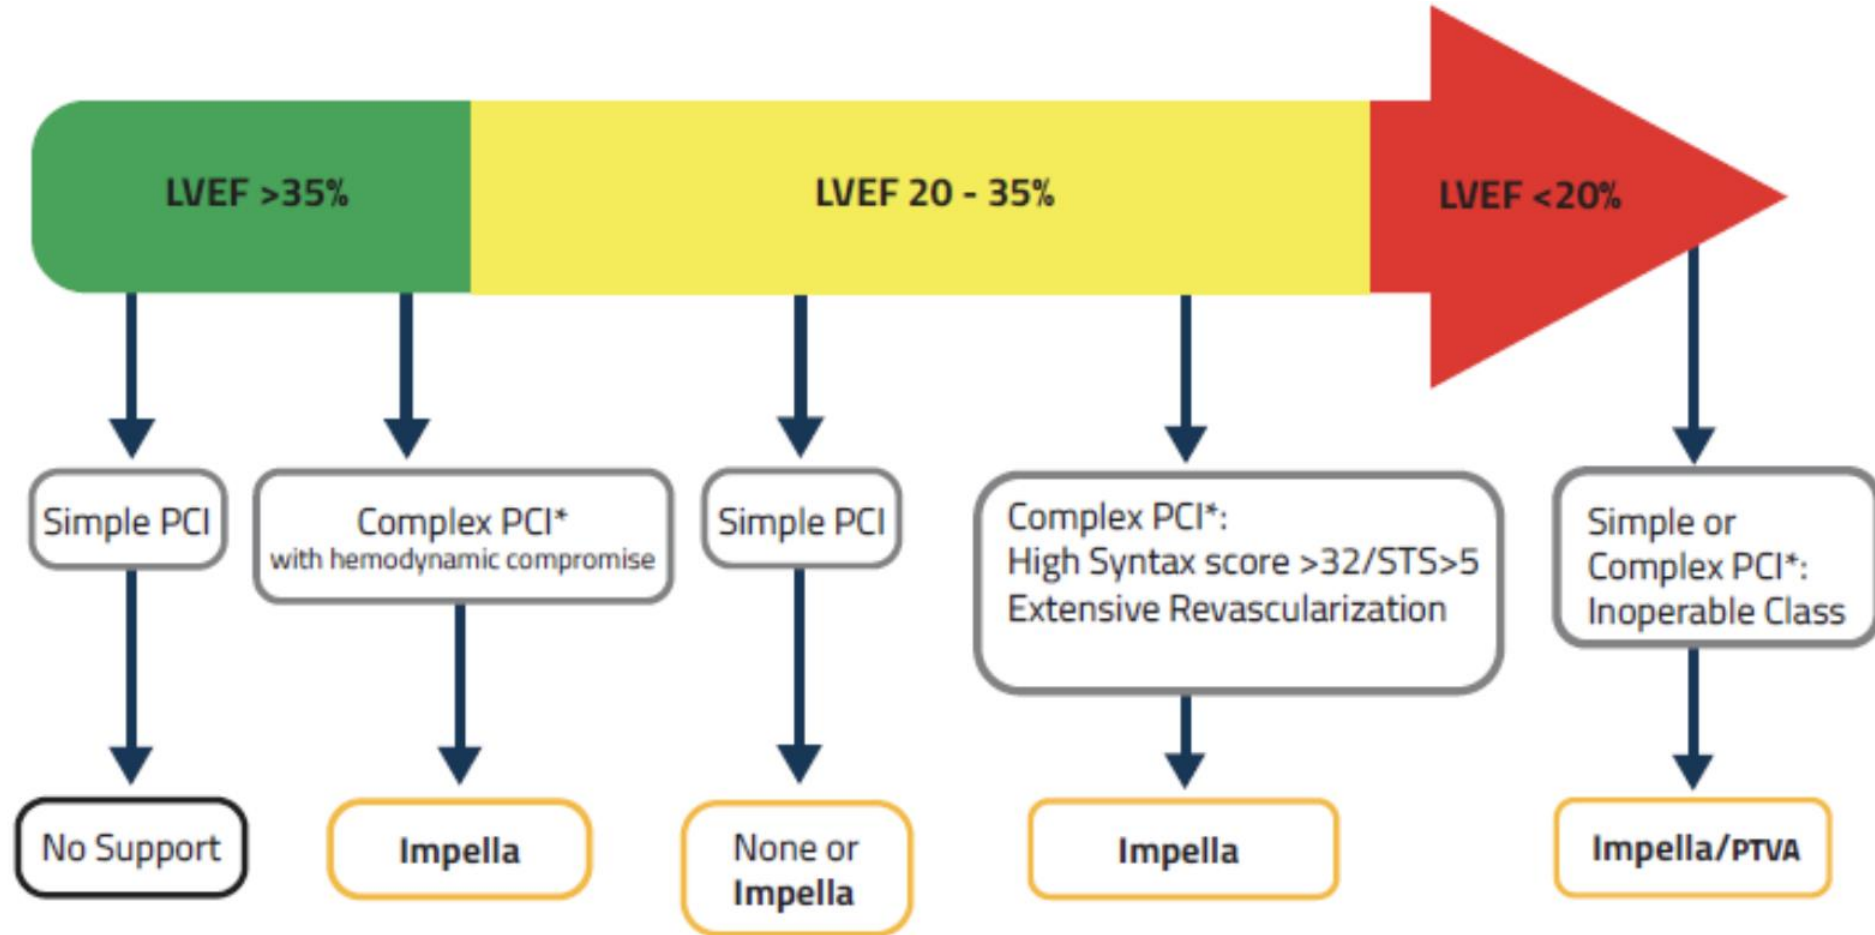 LVEF >35%
LVEF 20 - 35%
LVEF <20%
Simple PCI
Complex PCI*
with hemodynamic compromise
Simple PCI
Complex PCI*:
High Syntax score >32/STS>5
Extensive Revascularization
Simple or
Complex PCI*:
Inoperable Class
No Support
Impella
None or
Impella
Impella
Impella/PTVA